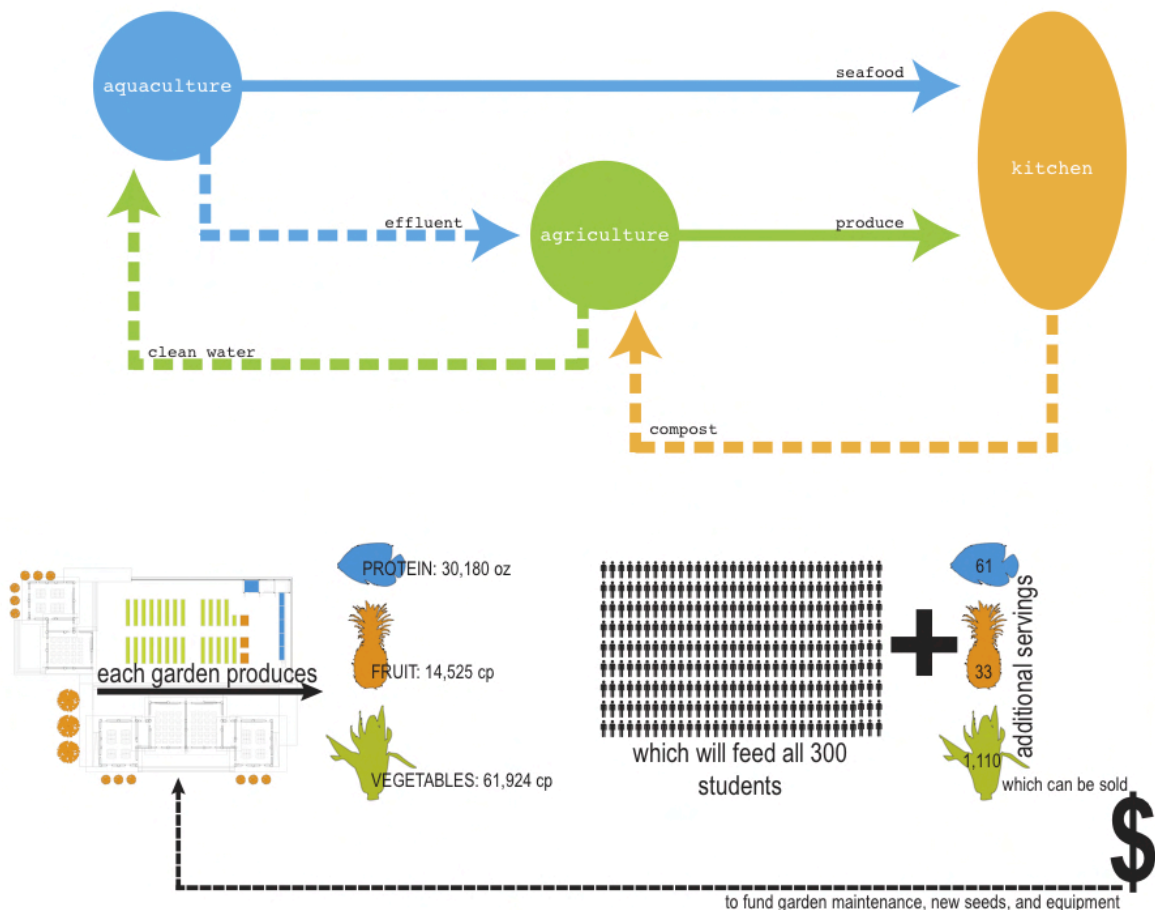 seafood
aquaculture
kitchen
effluent
produce
agriculture
clean water
compost
PROTEIN: 30,180 oz
61
each garden produces
FRUIT: 14,525 cp
33
additional servings
which will feed all 300
students
VEGETABLES: 61,924 cp
1,110
which can be sold
$
to fund garden maintenance, new seeds, and equipment